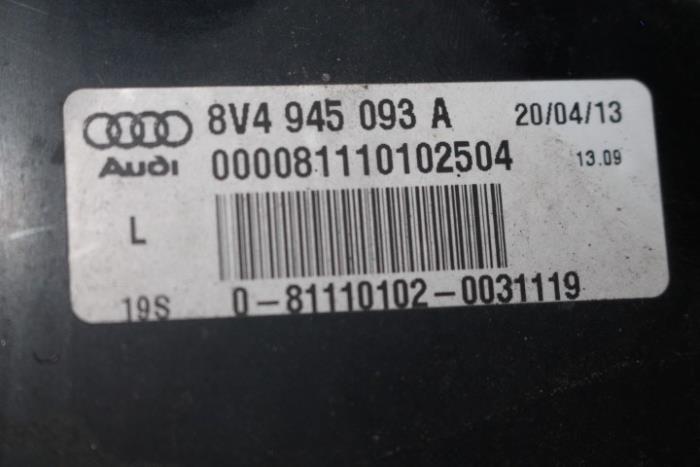 8V4 945 093 A 20/04/13
Audi 000081110102504 13.09
L
19S 0-81110102-0031119